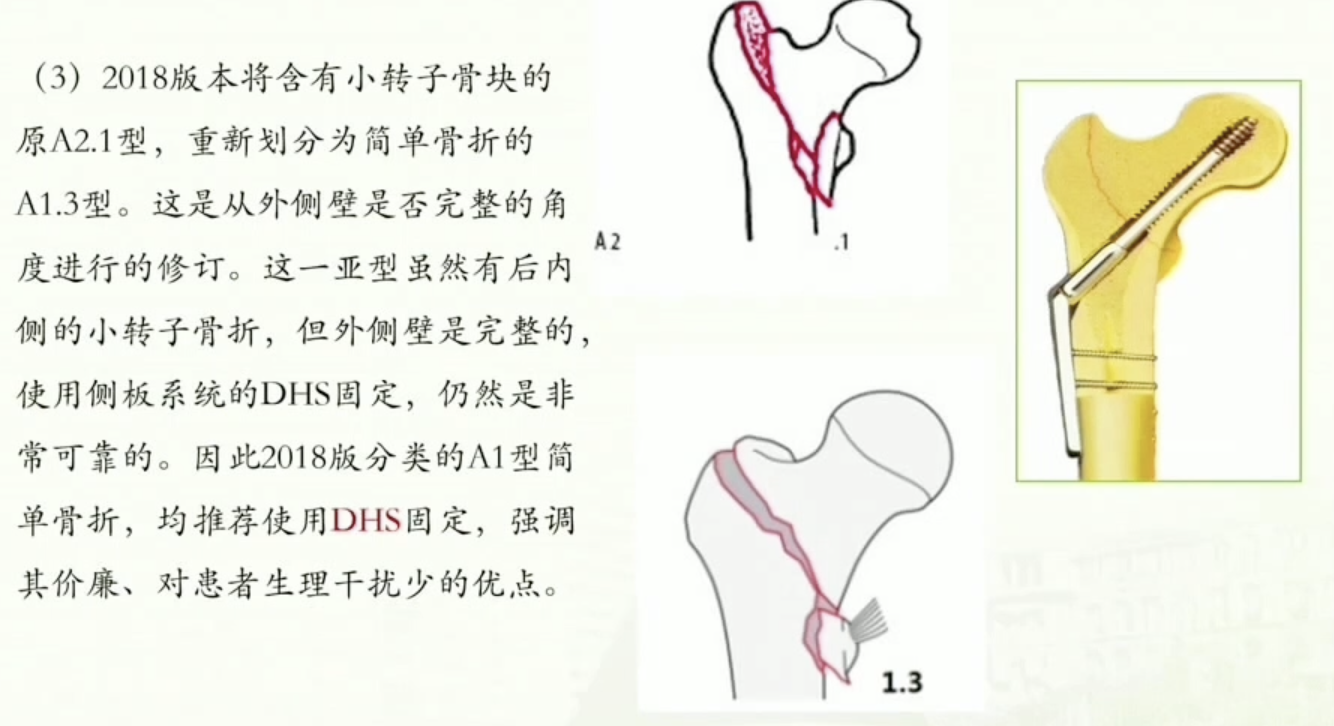 （3）2018版本将含有小转子骨块的
原A2.1型，重新划分为简单骨折的
A1.3型。这是从外侧壁是否完整的角
度进行的修订。这一亚型虽然有后内
侧的小转子骨折，但外侧壁是完整的，
使用侧板系统的DHS固定，仍然是非
常可靠的。因此2018版分类的A1型简
单骨折，均推荐使用DHS固定，强调
其价廉、对患者生理干扰少的优点。
A2 .1
1.3